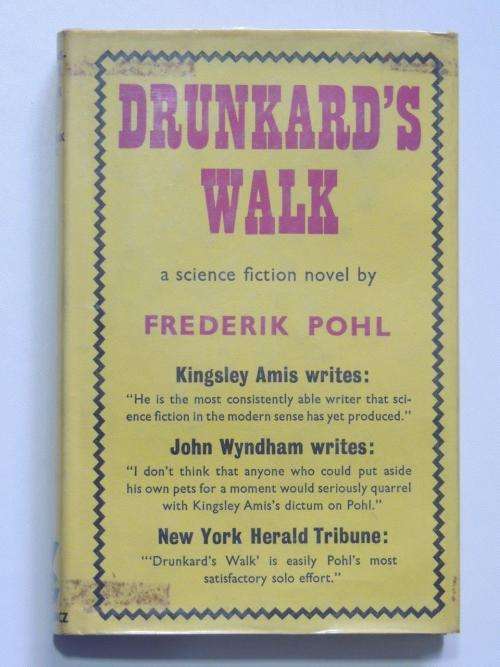 DRUNKARD'S
WALK
a science fiction novel by
FREDERIK POHL
Kingsley Amis writes:
"He is the most consistently able writer that sci-
ence fiction in the modern sense has yet produced."
John Wyndham writes:
"I don't think that anyone who could put aside
his own pets for a moment would seriously quarrel
with Kingsley Amis's dictum on Pohl."
New York Herald Tribune:
"'Drunkard's Walk' is easily Pohl's most
satisfactory solo effort."